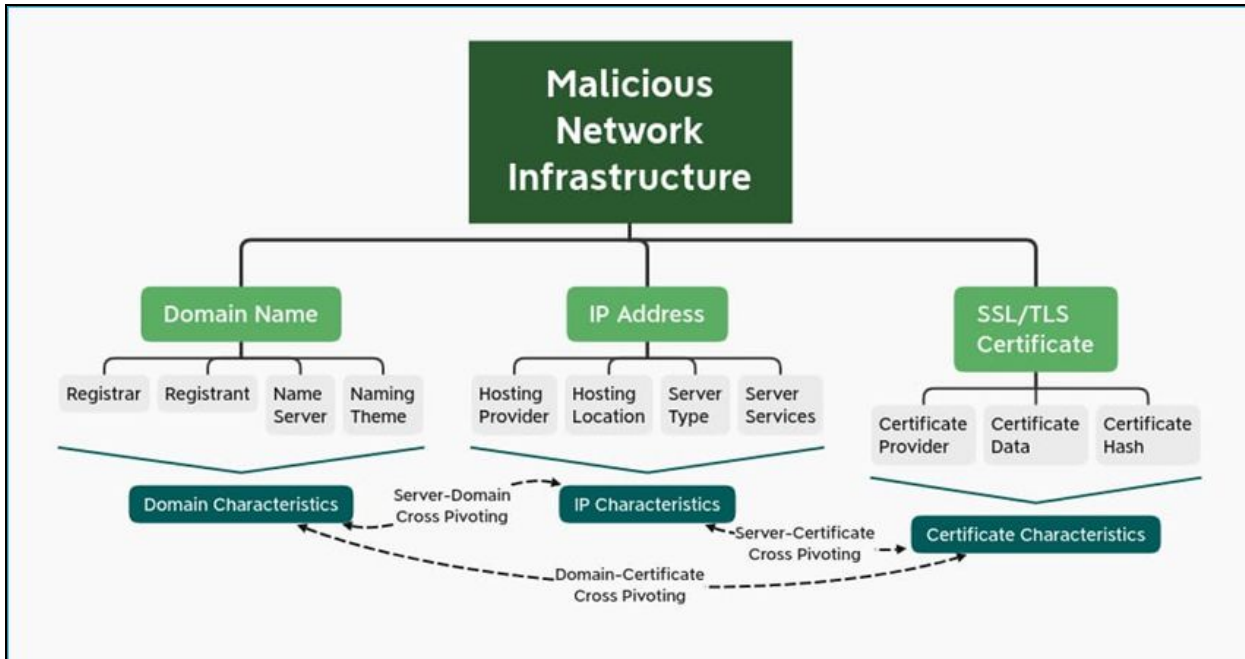 Malicious
Network
Infrastructure
Domain Name
IP Address
SSL/TLS
Certificate
Registrar
Registrant
Name
Server
Naming
Theme
Hosting
Provider
Hosting
Location
Server
Type
Server
Services
Certificate
Provider
Certificate
Data
Certificate
Hash
Domain Characteristics
Server-Domain
Cross Pivoting
IP Characteristics
Server-Certificate
Cross Pivoting
Certificate Characteristics
Domain-Certificate
Cross Pivoting